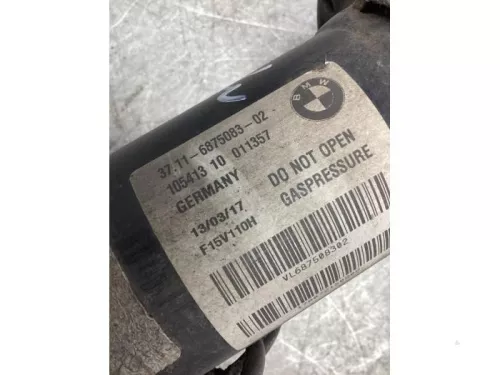 BMW
37.11-6875083-02
105413 10 011357
GERMANY
DO NOT OPEN
GASPRESSURE
13/03/17
F15V110H
VL687508302